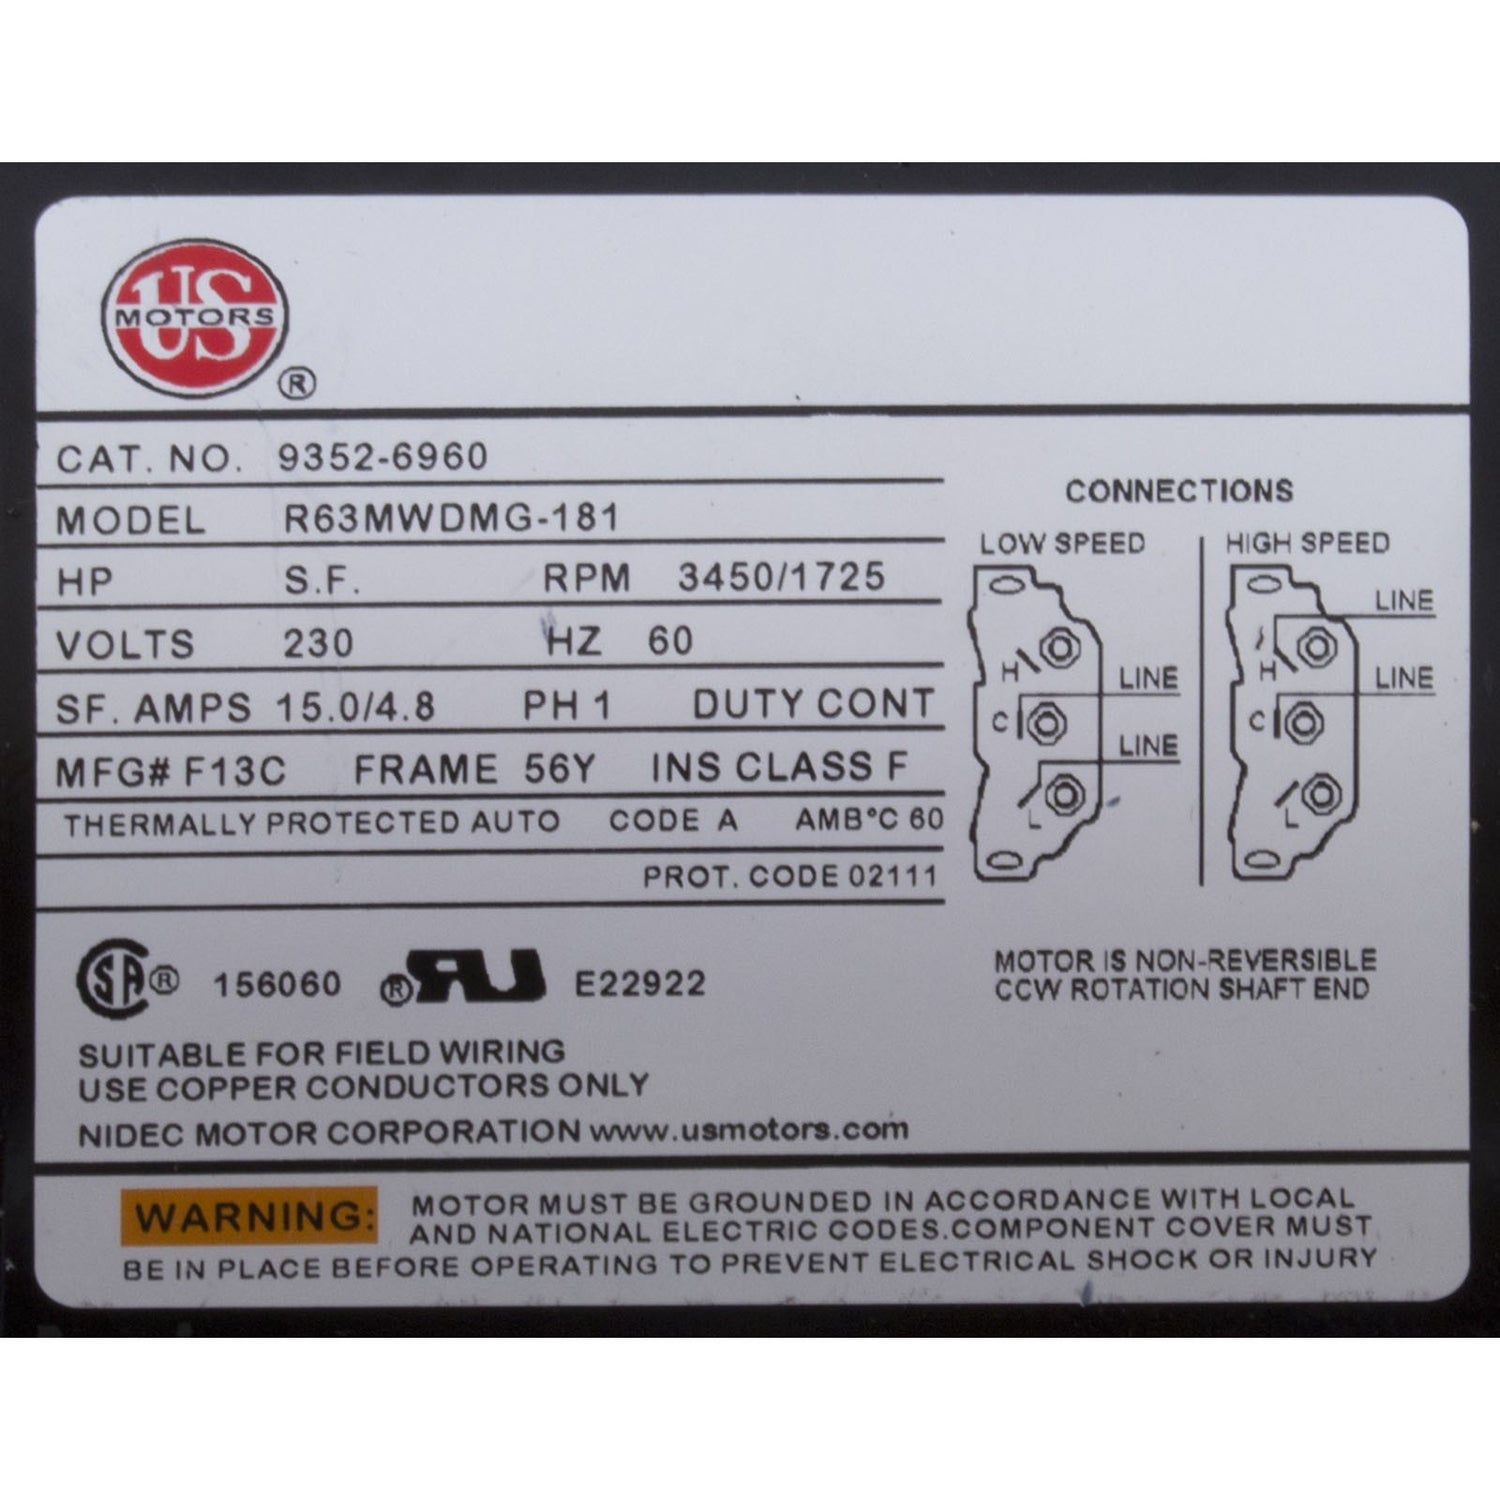 US
MOTORS
®
CAT. NO. 9352-6960
MODEL R63MWDMG-181
HP S.F. RPM 3450/1725
VOLTS 230 HZ 60
SF. AMPS 15.0/4.8 PH 1 DUTY CONT
MFG# F13C FRAME 56Y INS CLASS F
THERMALLY PROTECTED AUTO CODE A AMB°C 60
PROT. CODE 02111
CONNECTIONS
LOW SPEED
H
LINE
C
LINE
L
HIGH SPEED
LINE
H
LINE
C
L
MOTOR IS NON-REVERSIBLE
CCW ROTATION SHAFT END
SA ® 156060 ® RU E22922
SUITABLE FOR FIELD WIRING
USE COPPER CONDUCTORS ONLY
NIDEC MOTOR CORPORATION www.usmotors.com
WARNING: MOTOR MUST BE GROUNDED IN ACCORDANCE WITH LOCAL
AND NATIONAL ELECTRIC CODES.COMPONENT COVER MUST
BE IN PLACE BEFORE OPERATING TO PREVENT ELECTRICAL SHOCK OR INJURY